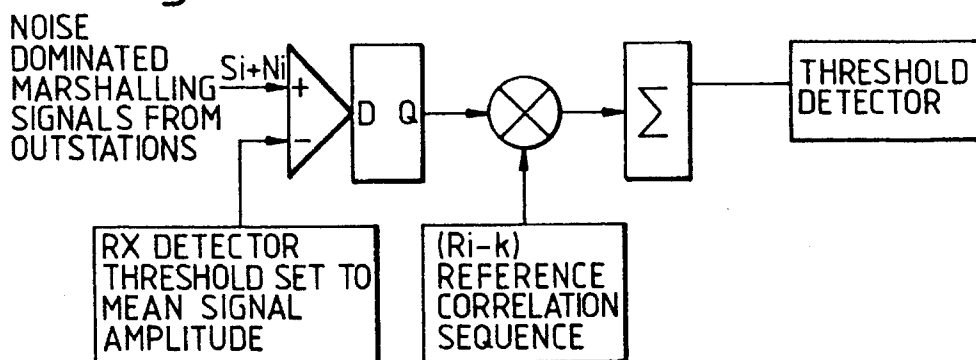 NOISE
DOMINATED
MARSHALLING
SIGNALS FROM
OUTSTATIONS
Si+Ni
+
−
D Q
Σ
THRESHOLD
DETECTOR
RX DETECTOR
THRESHOLD SET TO
MEAN SIGNAL
AMPLITUDE
(Ri-k)
REFERENCE
CORRELATION
SEQUENCE